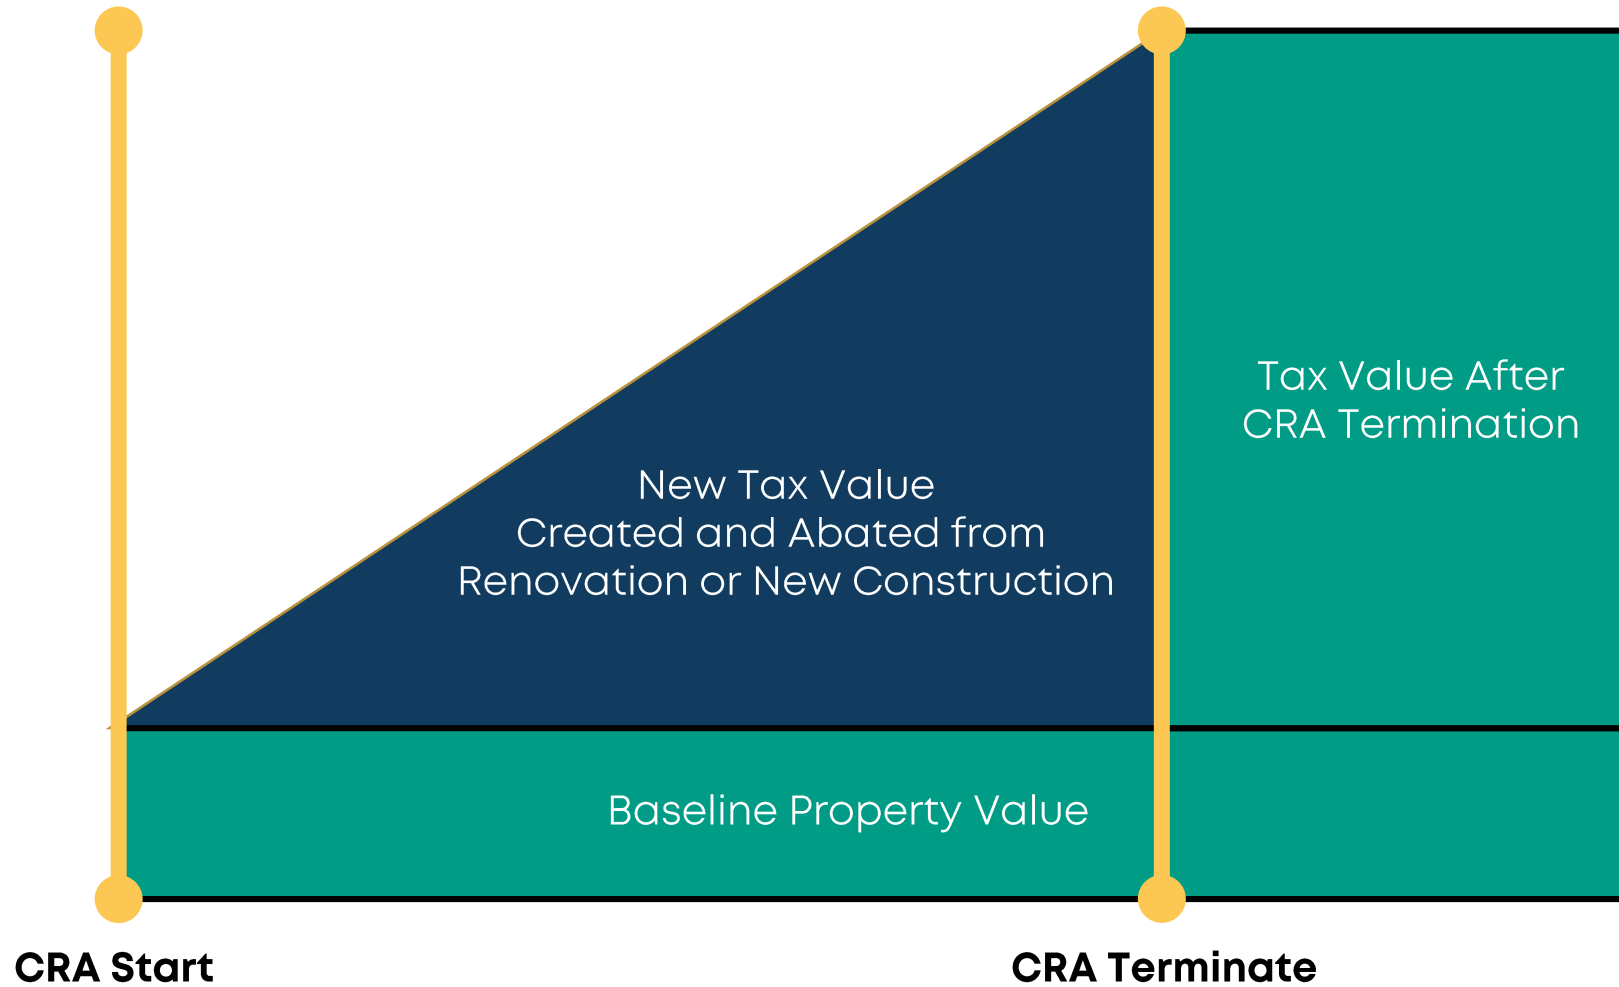 Tax Value After
CRA Termination
New Tax Value
Created and Abated from
Renovation or New Construction
Baseline Property Value
CRA Start
CRA Terminate